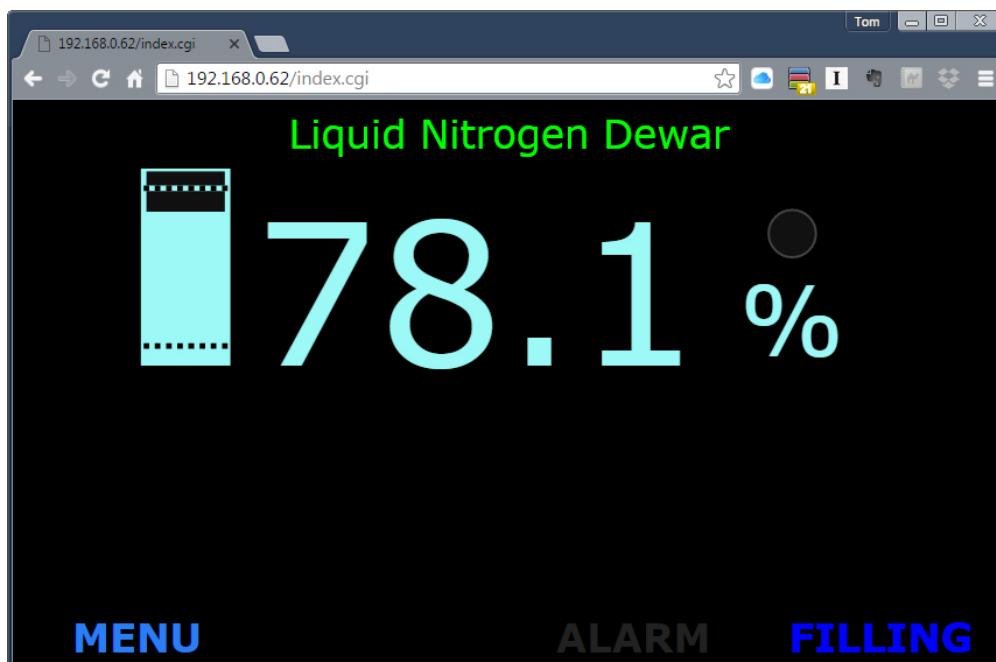 Tom
192.168.0.62/index.cgi
192.168.0.62/index.cgi
21
I
Liquid Nitrogen Dewar
78.1 %
MENU ALARM FILLING